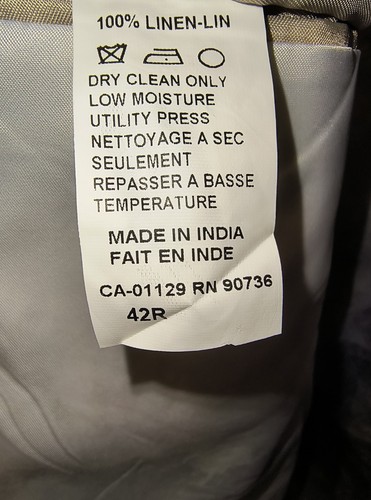 100% LINEN-LIN
DRY CLEAN ONLY
LOW MOISTURE
UTILITY PRESS
NETTOYAGE A SEC
SEULEMENT
REPASSER A BASSE
TEMPERATURE
MADE IN INDIA
FAIT EN INDE
CA-01129 RN 90736
42R